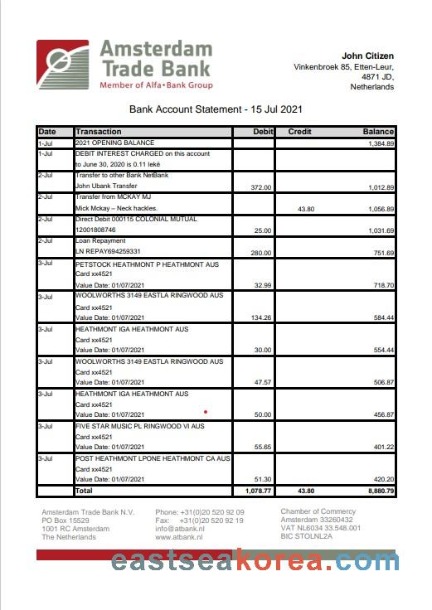 Amsterdam
Trade Bank
Member of Alfa•Bank Group
John Citizen
Vinkenbroek 85, Etten-Leur,
4871 JD,
Netherlands
Bank Account Statement - 15 Jul 2021
Date Transaction Debit Credit Balance
1-Jul 2021 OPENING BALANCE 1,384.89
1-Jul DEBIT INTEREST CHARGED on this account
to June 30, 2020 is 0.11 lekë
2-Jul Transfer to other Bank NetBank
John Ubank Transfer 372.00 1,012.89
2-Jul Transfer from MCKAY MJ
Mick Mckay – Neck hackles. 43.80 1,056.89
2-Jul Direct Debit 000115 COLONIAL MUTUAL
12001808746 25.00 1,031.69
2-Jul Loan Repayment
LN REPAY694259331 280.00 751.69
3-Jul PETSTOCK HEATHMONT P HEATHMONT AUS
Card xx4521
Value Date: 01/07/2021 32.99 718.70
3-Jul WOOLWORTHS 3149 EASTLA RINGWOOD AUS
Card xx4521
Value Date: 01/07/2021 134.26 584.44
3-Jul HEATHMONT IGA HEATHMONT AUS
Card xx4521
Value Date: 01/07/2021 30.00 554.44
3-Jul WOOLWORTHS 3149 EASTLA RINGWOOD AUS
Card xx4521
Value Date: 01/07/2021 47.57 506.87
3-Jul HEATHMONT IGA HEATHMONT AUS
Card xx4521
Value Date: 01/07/2021 50.00 456.87
3-Jul FIVE STAR MUSIC PL RINGWOOD VI AUS
Card xx4521
Value Date: 01/07/2021 55.65 401.22
3-Jul POST HEATHMONT LPONE HEATHMONT CA AUS
Card xx4521
Value Date: 01/07/2021 51.30 420.20
Total 1,078.77 43.80 8,880.79
Amsterdam Trade Bank N.V. Phone: +31(0)20 520 92 09 Chamber of Commerce
PO Box 15529 Fax: +31(0)20 520 92 19 Amsterdam 33260432
1001 RC Amsterdam info@atbank.nl VAT NL6034 33.548.001
The Netherlands www.atbank.nl BIC STOLNL2A
eastseakorea.com